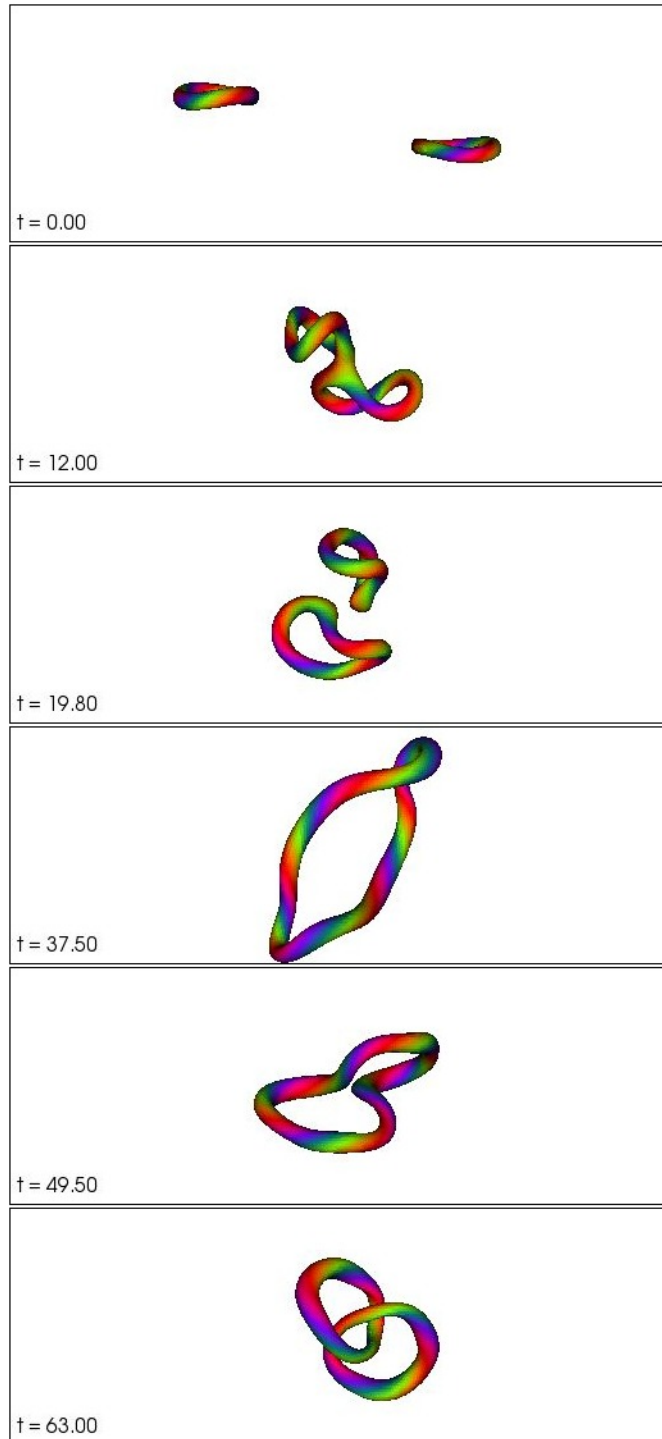 t = 0.00
t = 12.00
t = 19.80
t = 37.50
t = 49.50
t = 63.00